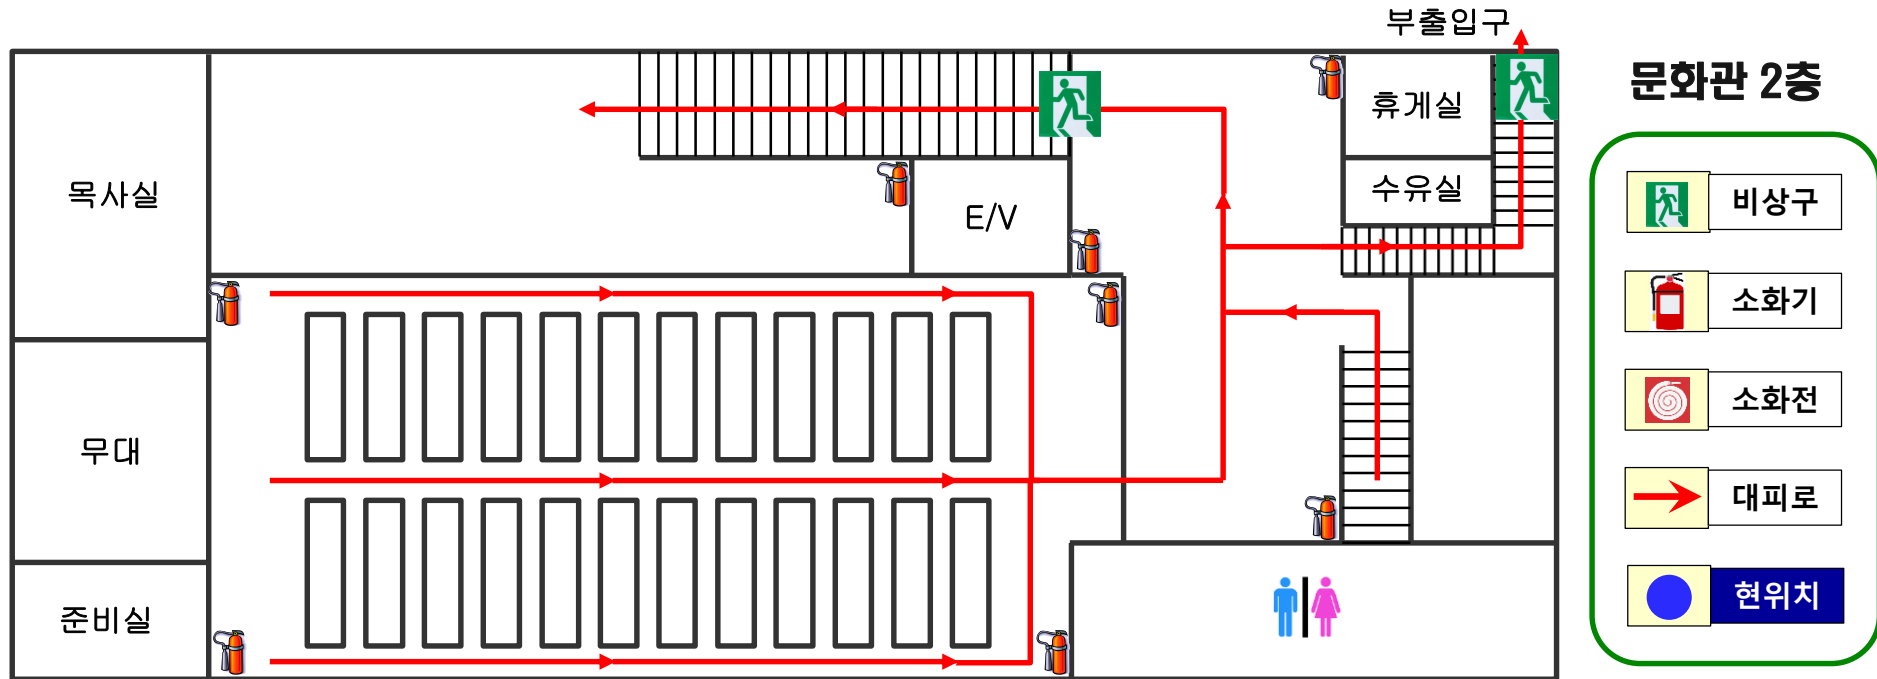 부출입구
문화관 2층
휴게실
목사실
수유실
E/V
무대
준비실
비상구
소화기
소화전
대피로
현위치